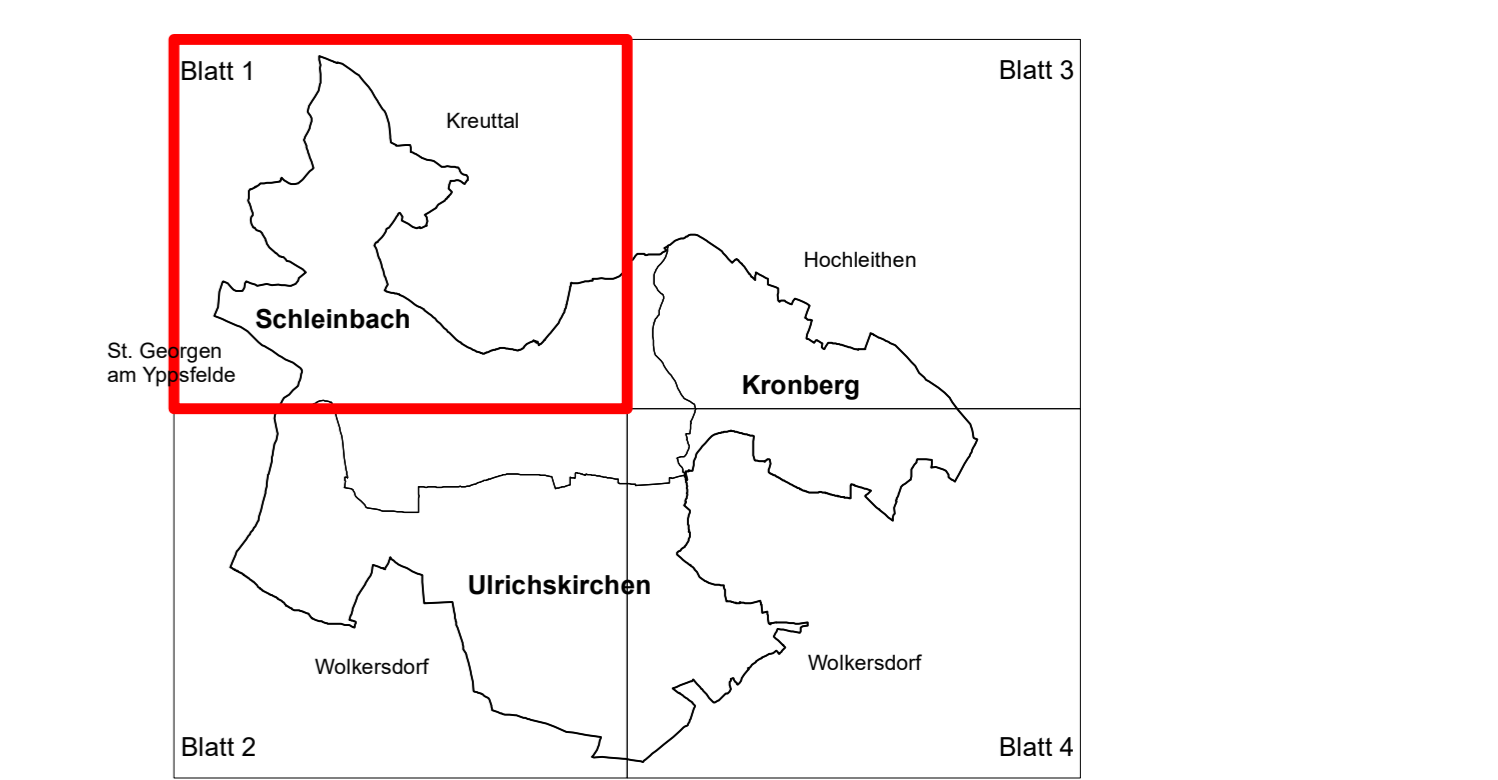 Blatt 1
Blatt 3
Kreuttal
Hochleithen
Schleinbach
St. Georgen
am Yppsfelde
Kronberg
Ulrichskirchen
Wolkersdorf
Wolkersdorf
Blatt 2
Blatt 4